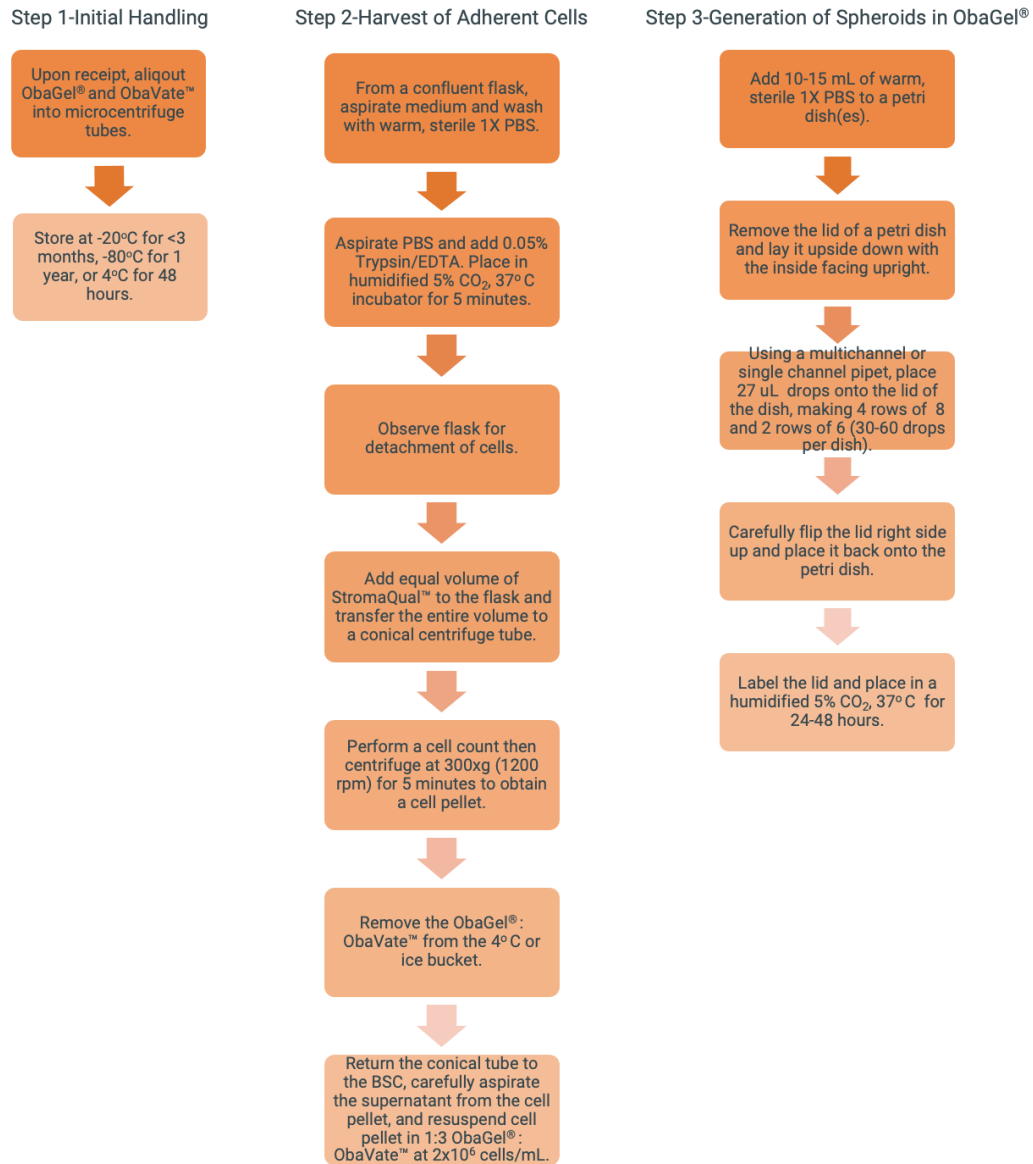 Step 1-Initial Handling
Upon receipt, aliqout
ObaGel® and ObaVate™
into microcentrifuge
tubes.
Store at -20ºC for <3
months, -80ºC for 1
year, or 4ºC for 48
hours.
Step 2-Harvest of Adherent Cells
From a confluent flask,
aspirate medium and wash
with warm, sterile 1X PBS.
Aspirate PBS and add 0.05%
Trypsin/EDTA. Place in
humidified 5% CO₂, 37º C
incubator for 5 minutes.
Observe flask for
detachment of cells.
Add equal volume of
StromaQual™ to the flask and
transfer the entire volume to
a conical centrifuge tube.
Perform a cell count then
centrifuge at 300xg (1200
rpm) for 5 minutes to obtain
a cell pellet.
Remove the ObaGel® :
ObaVate™ from the 4º C or
ice bucket.
Return the conical tube to
the BSC, carefully aspirate
the supernatant from the cell
pellet, and resuspend cell
pellet in 1:3 ObaGel® :
ObaVate™ at 2x10⁶ cells/mL.
Step 3-Generation of Spheroids in ObaGel®
Add 10-15 mL of warm,
sterile 1X PBS to a petri
dish(es).
Remove the lid of a petri dish
and lay it upside down with
the inside facing upright.
Using a multichannel or
single channel pipet, place
27 uL drops onto the lid of
the dish, making 4 rows of 8
and 2 rows of 6 (30-60 drops
per dish).
Carefully flip the lid right side
up and place it back onto the
petri dish.
Label the lid and place in a
humidified 5% CO₂, 37º C for
24-48 hours.